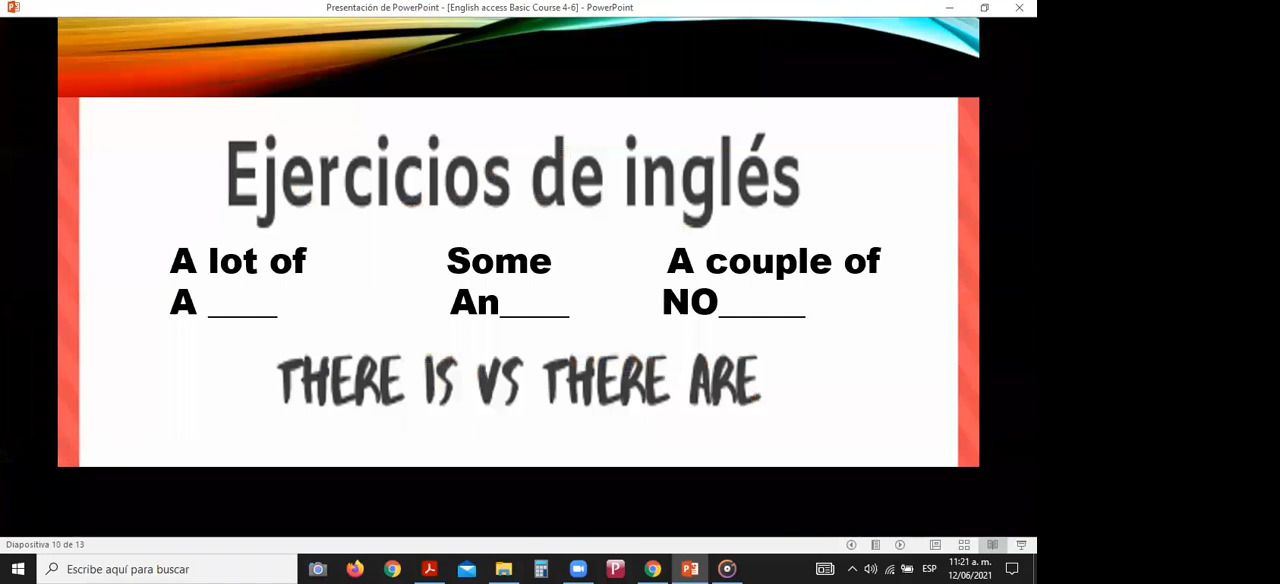 Presentación de PowerPoint - [English access Basic Course 4-6] - PowerPoint
Ejercicios de inglés
A lot of Some A couple of
A ____ An____ NO_____
THERE IS VS THERE ARE
Diapositiva 10 de 13
Escribe aquí para buscar
ESP
11:21 a. m.
12/06/2021